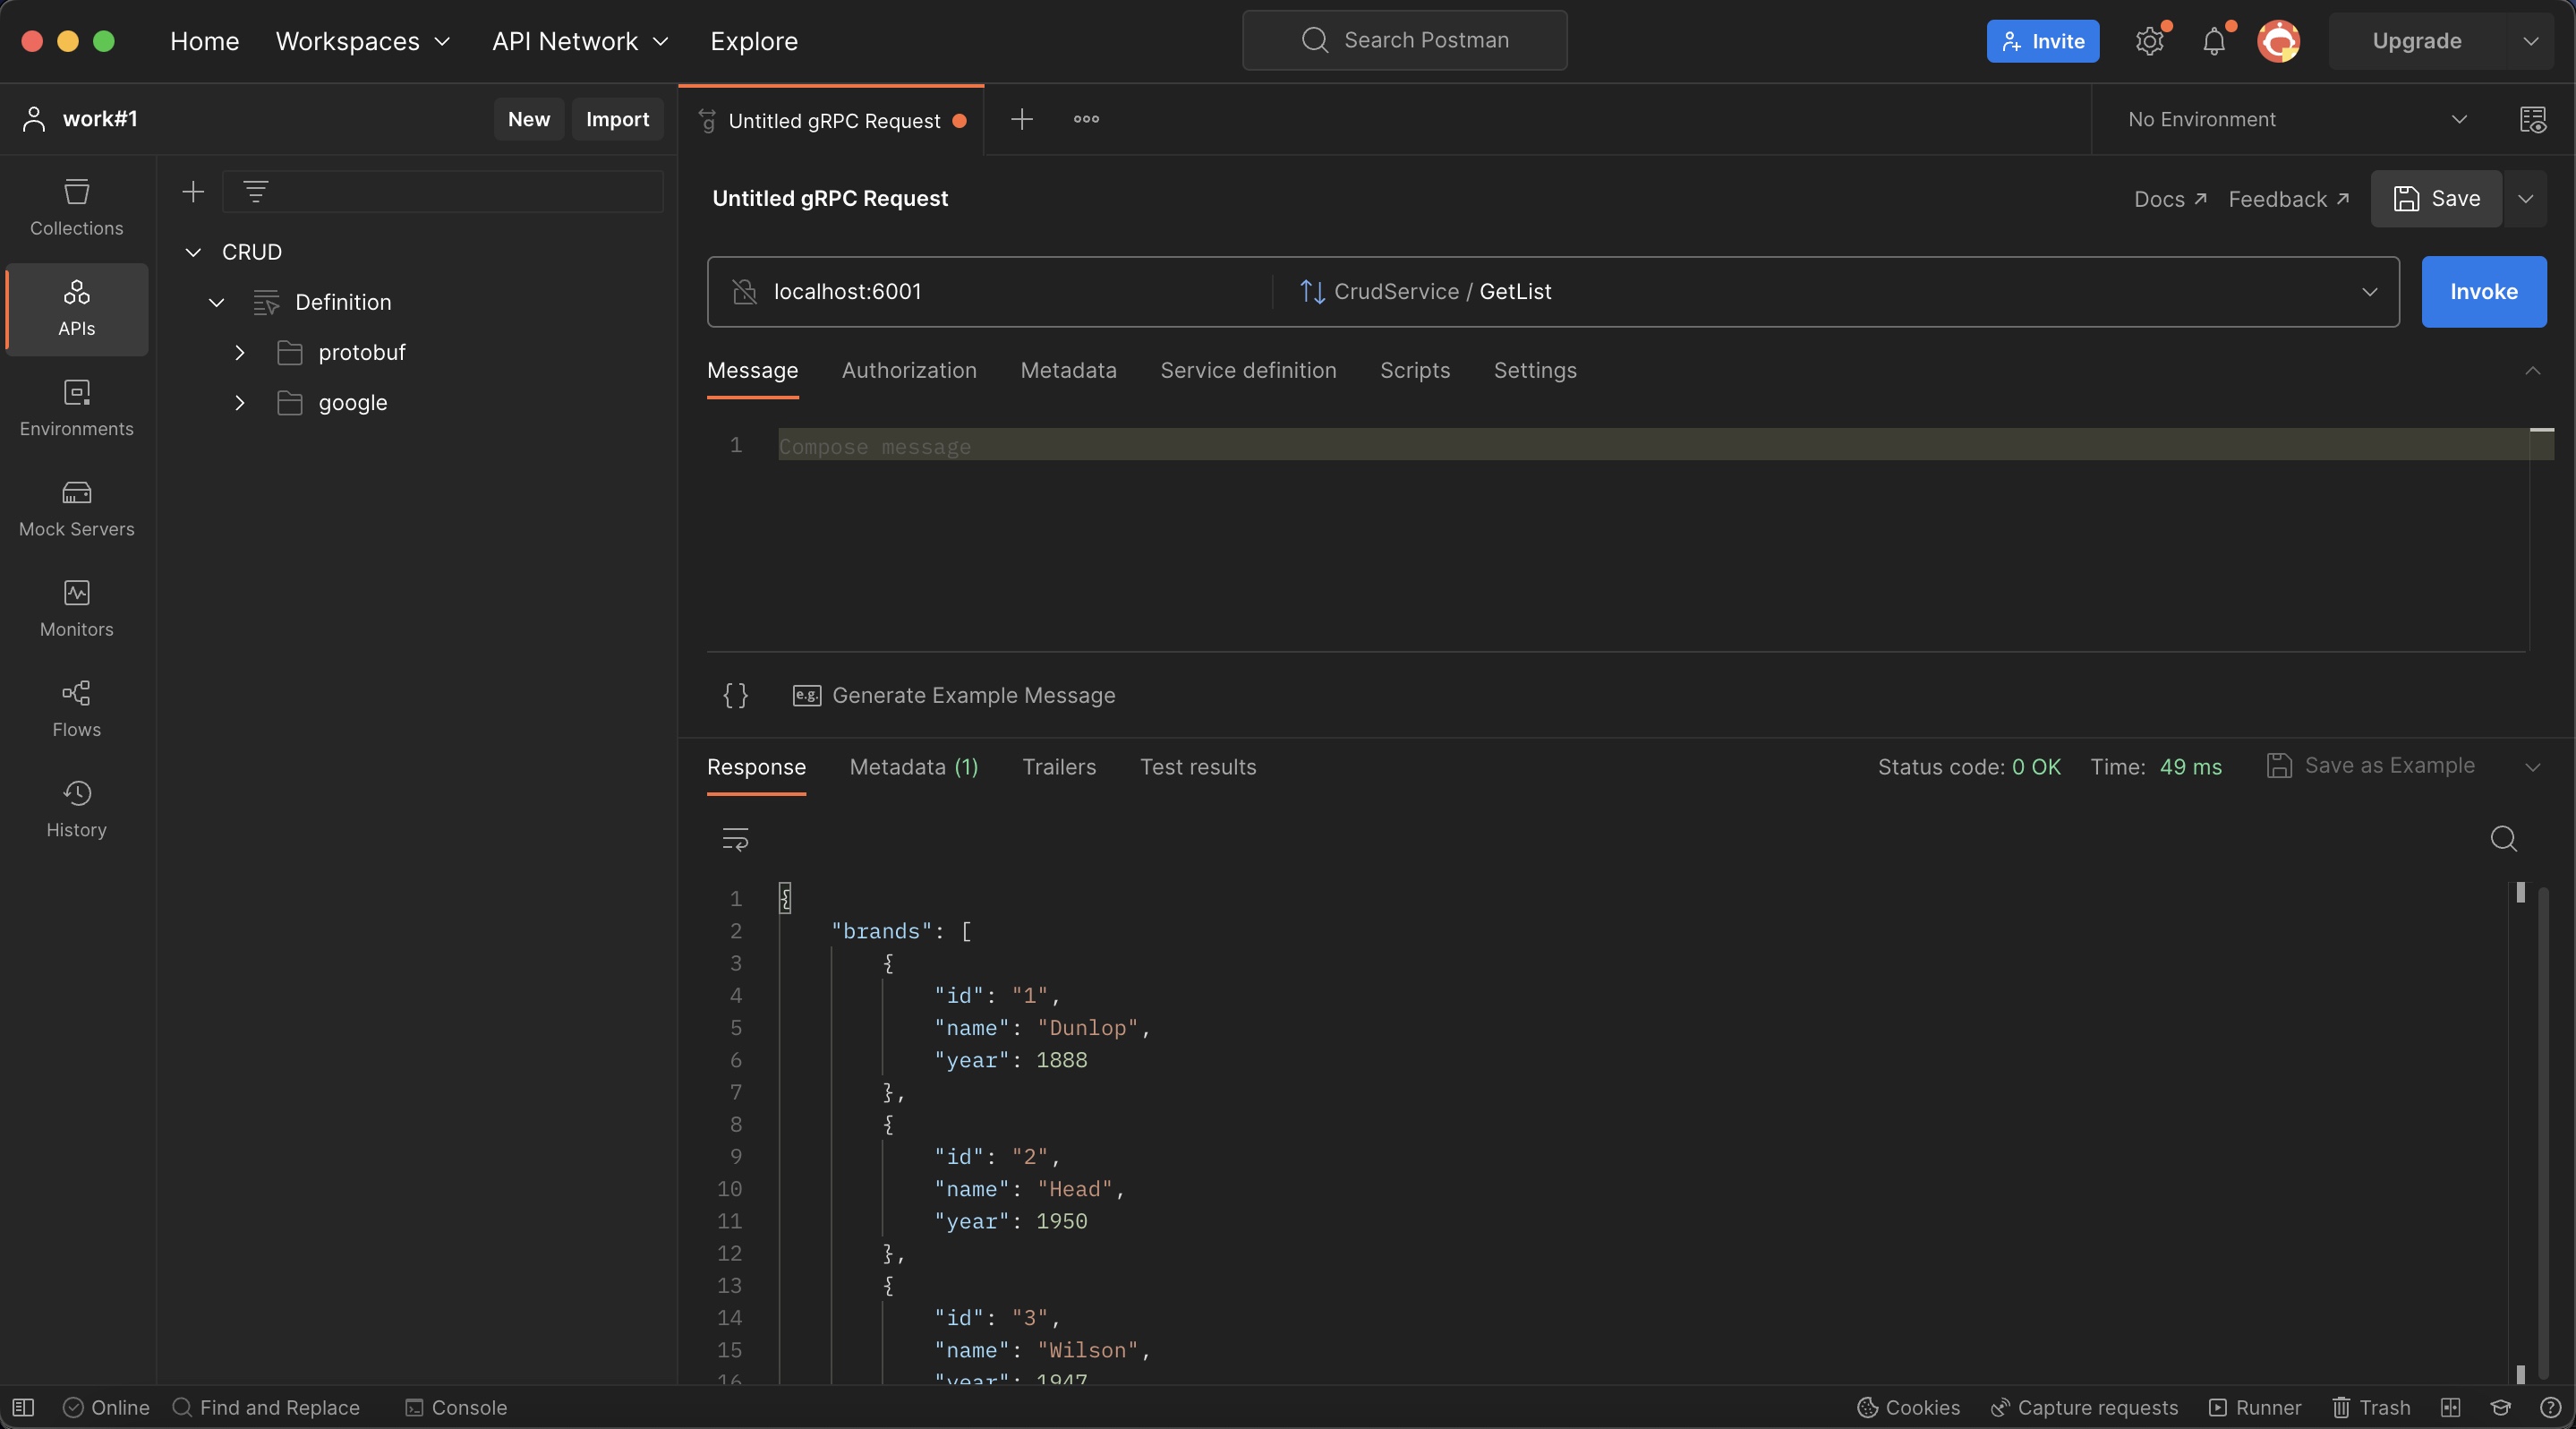 Home Workspaces API Network Explore Search Postman Invite Upgrade
work#1 New Import
Untitled gRPC Request
No Environment
Collections
APIs
Environments
Mock Servers
Monitors
Flows
History
CRUD
Definition
protobuf
google
Untitled gRPC Request Docs Feedback Save
localhost:6001 CrudService / GetList Invoke
Message Authorization Metadata Service definition Scripts Settings
1 Compose message
{} e.g. Generate Example Message
Response Metadata (1) Trailers Test results Status code: 0 OK Time: 49 ms Save as Example
1 {
2 "brands": [
3 {
4 "id": "1",
5 "name": "Dunlop",
6 "year": 1888
7 },
8 {
9 "id": "2",
10 "name": "Head",
11 "year": 1950
12 },
13 {
14 "id": "3",
15 "name": "Wilson",
16 "year": 1947
Online Find and Replace Console Cookies Capture requests Runner Trash